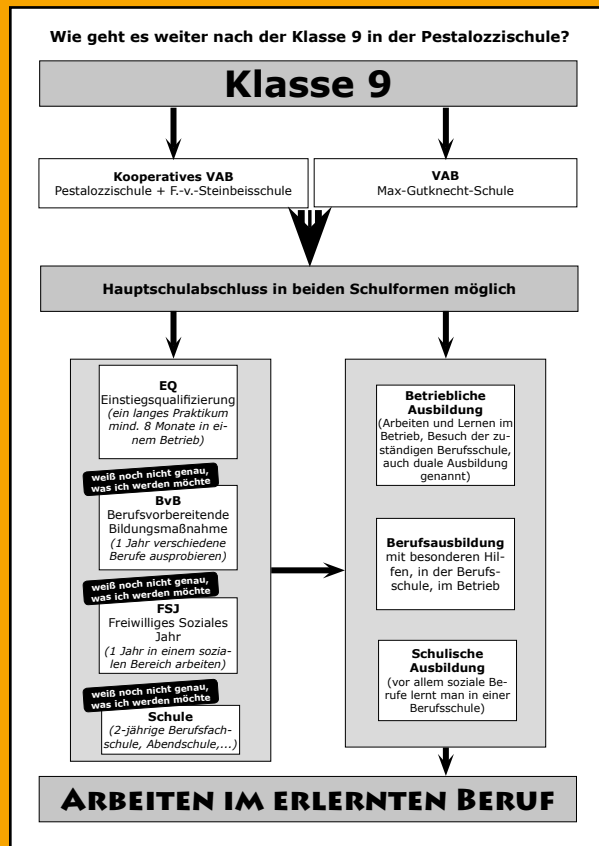 Wie geht es weiter nach der Klasse 9 in der Pestalozzischule?
Klasse 9
Kooperatives VAB
Pestalozzischule + F.-v.-Steinbeisschule
VAB
Max-Gutknecht-Schule
Hauptschulabschluss in beiden Schulformen möglich
EQ
Einstiegsqualifizierung
(ein langes Praktikum
mind. 8 Monate in ei-
nem Betrieb)
weiß noch nicht genau,
was ich werden möchte
BvB
Berufsvorbereitende
Bildungsmaßnahme
(1 Jahr verschiedene
Berufe ausprobieren)
weiß noch nicht genau,
was ich werden möchte
FSJ
Freiwilliges Soziales
Jahr
(1 Jahr in einem sozia-
len Bereich arbeiten)
weiß noch nicht genau,
was ich werden möchte
Schule
(2-jährige Berufsfach-
schule, Abendschule,...)
Betriebliche
Ausbildung
(Arbeiten und Lernen im
Betrieb, Besuch der zu-
ständigen Berufsschule,
auch duale Ausbildung
genannt)
Berufsausbildung
mit besonderen Hil-
fen, in der Berufs-
schule, im Betrieb
Schulische
Ausbildung
(vor allem soziale Be-
rufe lernt man in einer
Berufsschule)
Arbeiten im erlernten Beruf